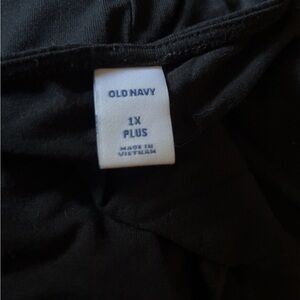 OLD NAVY
1X
PLUS
MADE IN
VIETNAM